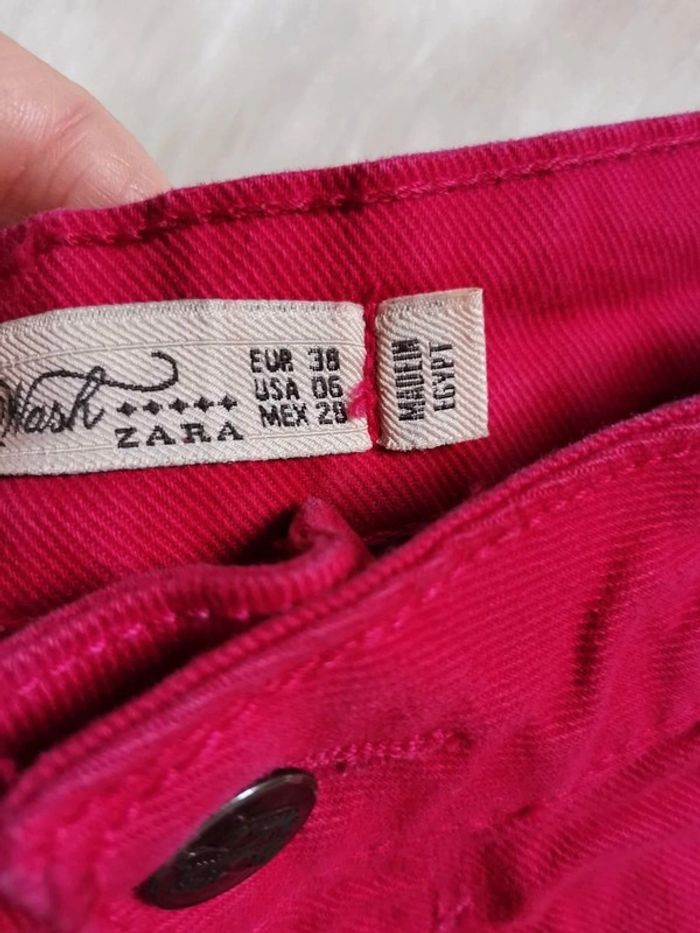 Wash
ZARA
EUR 38
USA 06
MEX 28
MADE IN
EGYPT